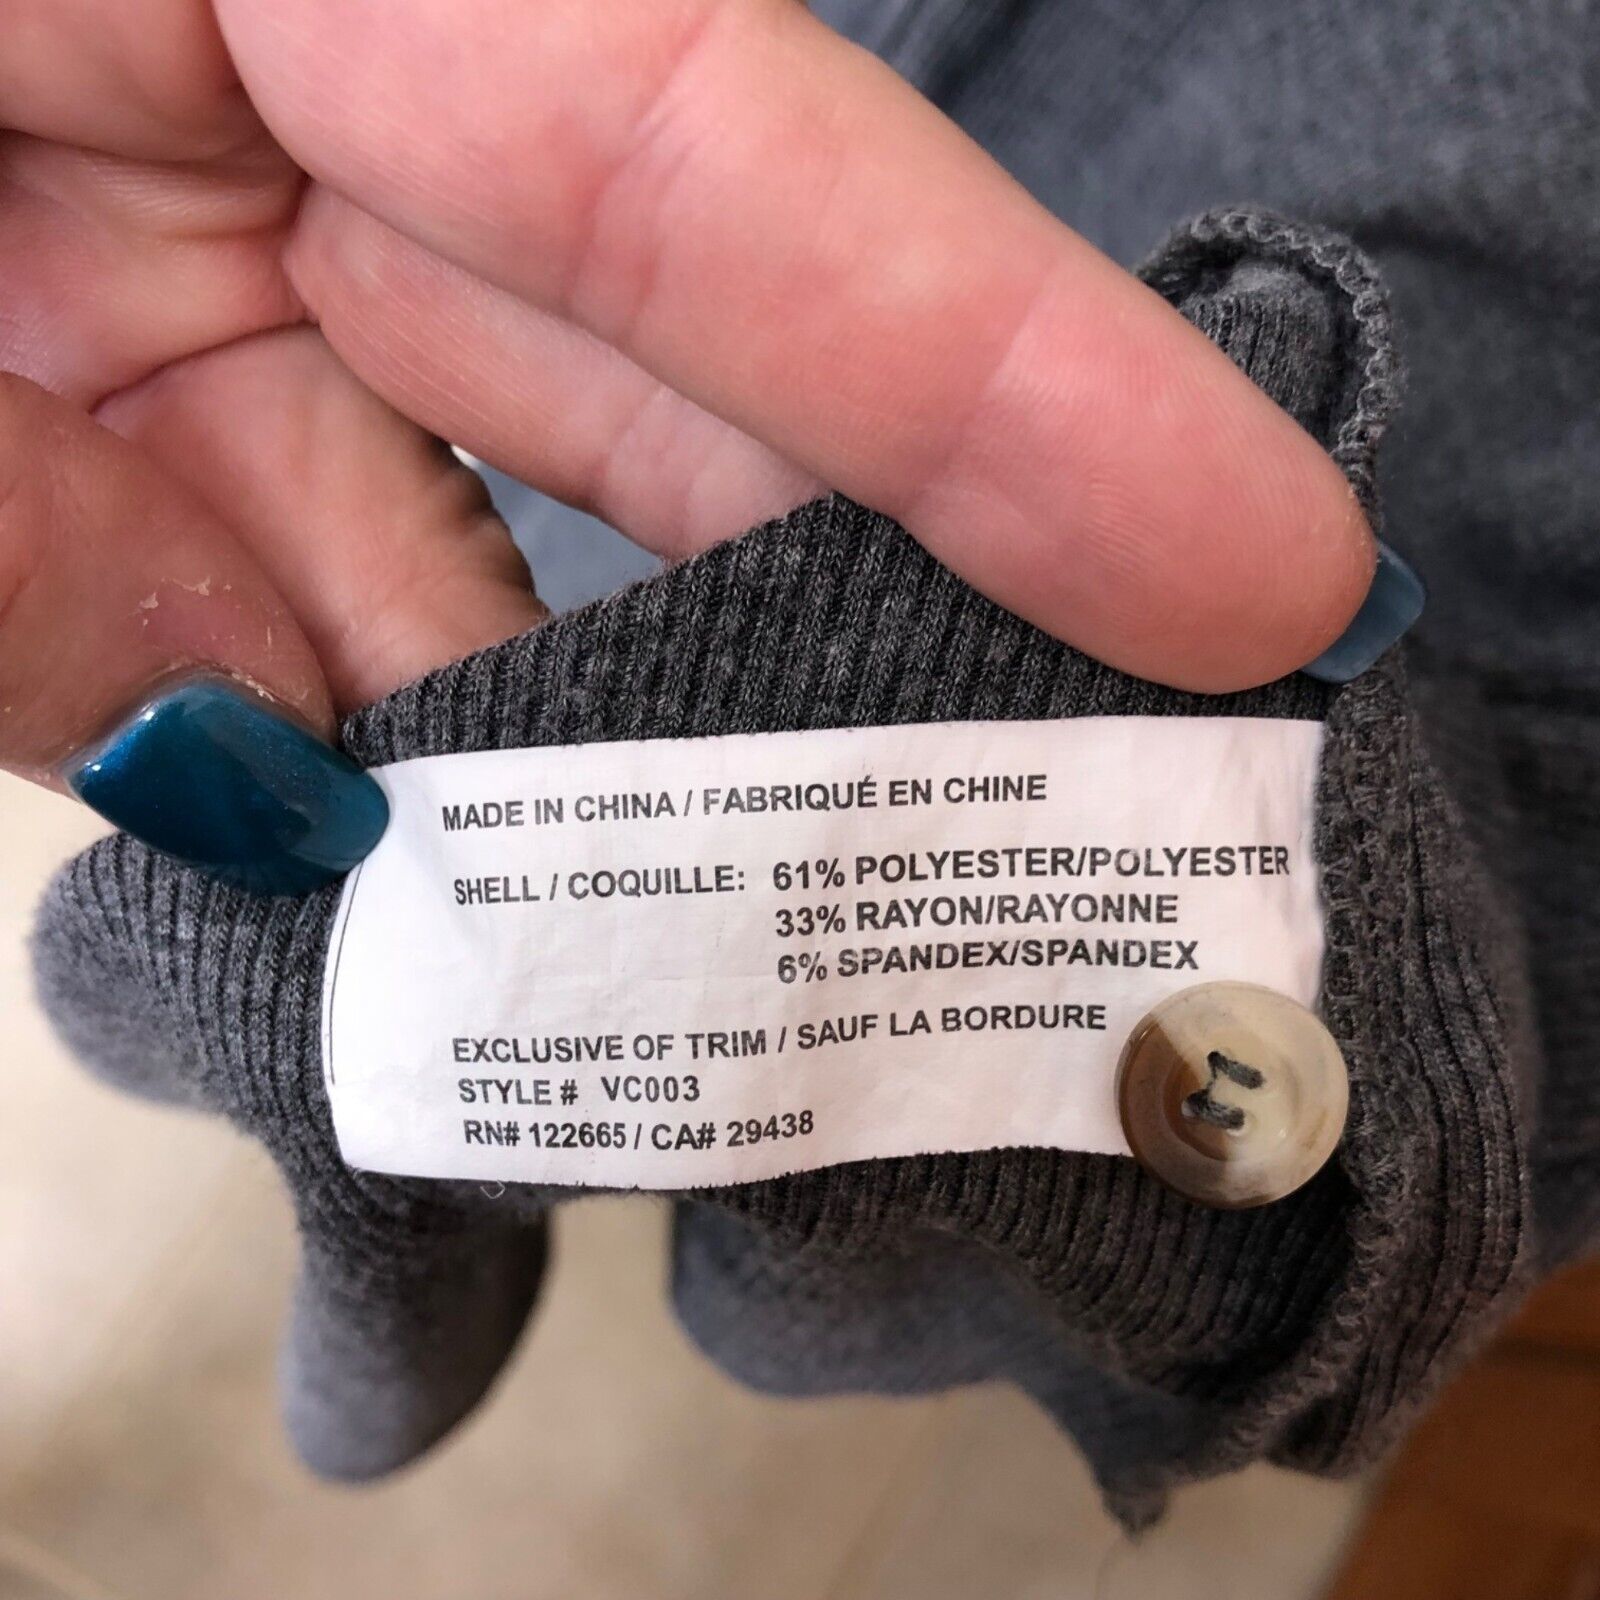 MADE IN CHINA / FABRIQUÉ EN CHINE
SHELL / COQUILLE: 61% POLYESTER/POLYESTER
33% RAYON/RAYONNE
6% SPANDEX/SPANDEX
EXCLUSIVE OF TRIM / SAUF LA BORDURE
STYLE # VC003
RN# 122665 / CA# 29438